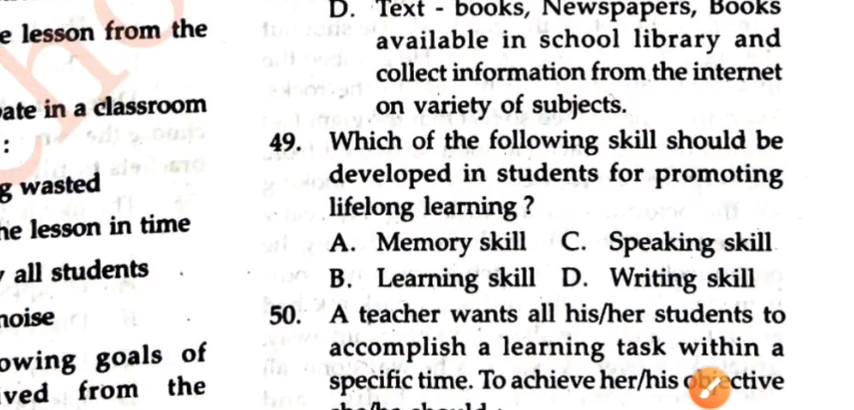 e lesson from the
ate in a classroom
:
g wasted
he lesson in time
all students
noise
owing goals of
ved from the
D. Text - books, Newspapers, Books
available in school library and
collect information from the internet
on variety of subjects.
49. Which of the following skill should be
developed in students for promoting
lifelong learning ?
A. Memory skill C. Speaking skill
B. Learning skill D. Writing skill
50. A teacher wants all his/her students to
accomplish a learning task within a
specific time. To achieve her/his objective